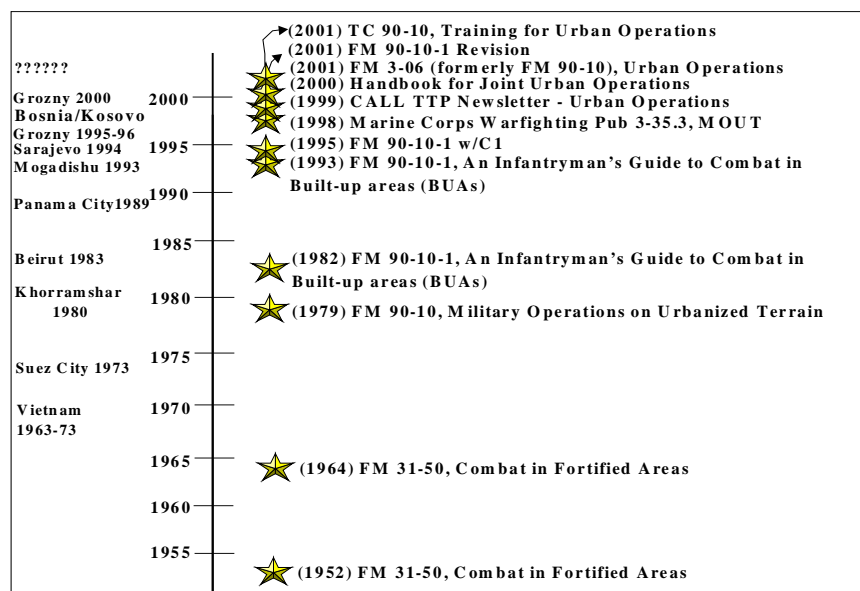 (2001) TC 90-10, Training for Urban Operations
(2001) FM 90-10-1 Revision
??????
(2001) FM 3-06 (formerly FM 90-10), Urban Operations
(2000) Handbook for Joint Urban Operations
Grozny 2000
2000
(1999) CALL TTP Newsletter - Urban Operations
Bosnia/Kosovo
(1998) Marine Corps Warfighting Pub 3-35.3, MOUT
Grozny 1995-96
1995
(1995) FM 90-10-1 w/C1
Sarajevo 1994
(1993) FM 90-10-1, An Infantryman's Guide to Combat in
Built-up areas (BUAs)
Mogadishu 1993
1990
Panama City1989
1985
Beirut 1983
(1982) FM 90-10-1, An Infantryman's Guide to Combat in
Built-up areas (BUAs)
Khorramshar
1980
1980
(1979) FM 90-10, Military Operations on Urbanized Terrain
1975
Suez City 1973
Vietnam
1963-73
1970
1965
(1964) FM 31-50, Combat in Fortified Areas
1960
1955
(1952) FM 31-50, Combat in Fortified Areas